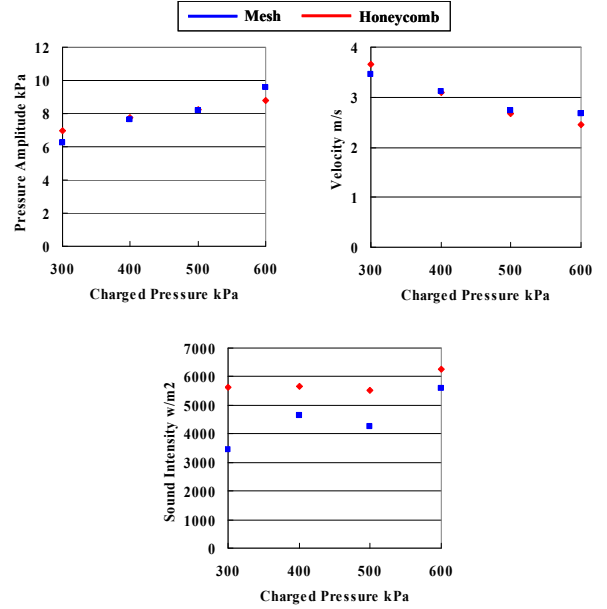 Mesh Honeycomb
Pressure Amplitude kPa
12
10
8
6
4
2
0
300 400 500 600
Charged Pressure kPa
Velocity m/s
4
3
2
1
0
300 400 500 600
Charged Pressure kPa
Sound Intensity w/m2
7000
6000
5000
4000
3000
2000
1000
0
300 400 500 600
Charged Pressure kPa